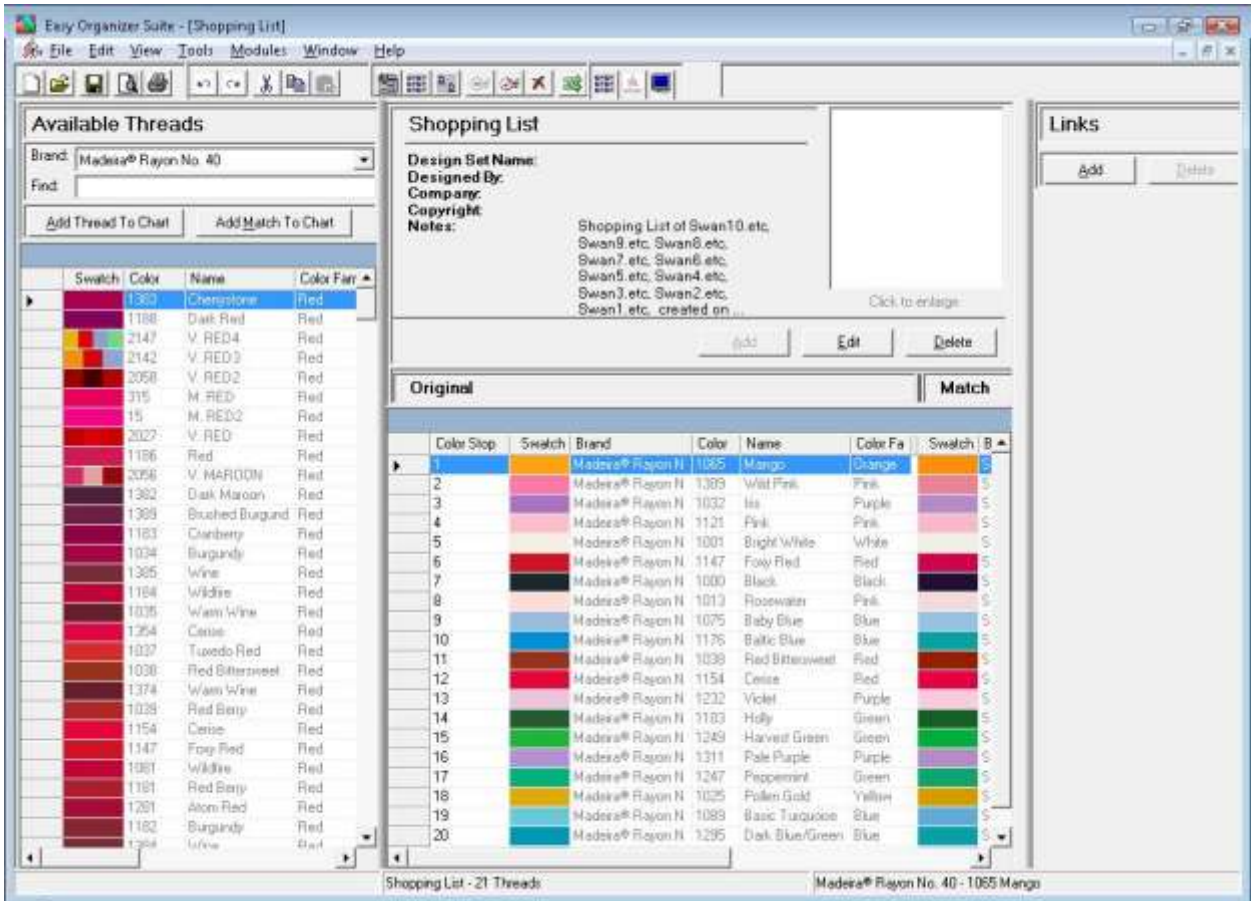 Easy Organizer Suite - [Shopping List]
File Edit View Tools Modules Window Help
Available Threads
Brand: Madeira® Rayon No. 40
Find:
Add Thread To Chart Add Match To Chart
Swatch Color Name Color Fam
1383 Cherrystone Red
1188 Dark Red Red
2147 V. RED4 Red
2142 V. RED3 Red
2058 V. RED2 Red
315 M. RED Red
15 M. RED2 Red
2027 V. RED Red
1186 Red Red
2056 V. MAROON Red
1382 Dark Maroon Red
1389 Brushed Burgund Red
1183 Cranberry Red
1034 Burgundy Red
1385 Wine Red
1184 Wildfire Red
1035 Warm Wine Red
1354 Cerise Red
1037 Tuxedo Red Red
1038 Red Bittersweet Red
1374 Warm Wine Red
1039 Red Berry Red
1154 Cerise Red
1147 Foxy Red Red
1081 Wildfire Red
1181 Red Berry Red
1281 Atom Red Red
1182 Burgundy Red
1384 Wine Red
Shopping List
Design Set Name:
Designed By:
Company:
Copyright
Notes: Shopping List of Swan10.etc,
Swan9.etc, Swan8.etc,
Swan7.etc, Swan6.etc,
Swan5.etc, Swan4.etc,
Swan3.etc, Swan2.etc,
Swan1.etc, created on ...
Click to enlarge
Add Edit Delete
Original Match
Color Stop Swatch Brand Color Name Color Fa Swatch B
1 Madeira® Rayon N 1065 Mango Orange S
2 Madeira® Rayon N 1309 Wild Pink Pink S
3 Madeira® Rayon N 1032 Iris Purple S
4 Madeira® Rayon N 1121 Pink Pink S
5 Madeira® Rayon N 1001 Bright White White S
6 Madeira® Rayon N 1147 Foxy Red Red S
7 Madeira® Rayon N 1000 Black Black S
8 Madeira® Rayon N 1013 Rosewater Pink S
9 Madeira® Rayon N 1075 Baby Blue Blue S
10 Madeira® Rayon N 1176 Baltic Blue Blue S
11 Madeira® Rayon N 1038 Red Bittersweet Red S
12 Madeira® Rayon N 1154 Cerise Red S
13 Madeira® Rayon N 1232 Violet Purple S
14 Madeira® Rayon N 1103 Holly Green S
15 Madeira® Rayon N 1249 Harvest Green Green S
16 Madeira® Rayon N 1311 Pale Purple Purple S
17 Madeira® Rayon N 1247 Peppermint Green S
18 Madeira® Rayon N 1025 Pollen Gold Yellow S
19 Madeira® Rayon N 1089 Basic Turquoise Blue S
20 Madeira® Rayon N 1295 Dark Blue/Green Blue S
Links
Add Delete
Shopping List - 21 Threads
Madeira® Rayon No. 40 - 1065 Mango